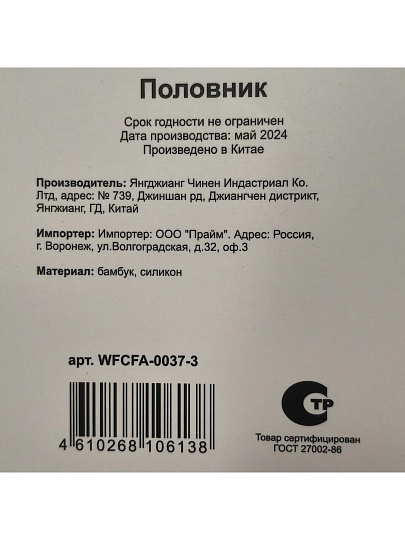 Половник
Срок годности не ограничен
Дата производства: май 2024
Произведено в Китае
Производитель: Янгджианг Чинен Индастриал Ко.
Лтд, адрес: № 739, Джиншан рд, Джиангчен дистрикт,
Янгжианг, ГД, Китай
Импортер: Импортер: ООО "Прайм". Адрес: Россия,
г. Воронеж, ул.Волгоградская, д.32, оф.3
Материал: бамбук, силикон
арт. WFCFA-0037-3
4 610268 106138
СТР
Товар сертифицирован
ГОСТ 27002-86